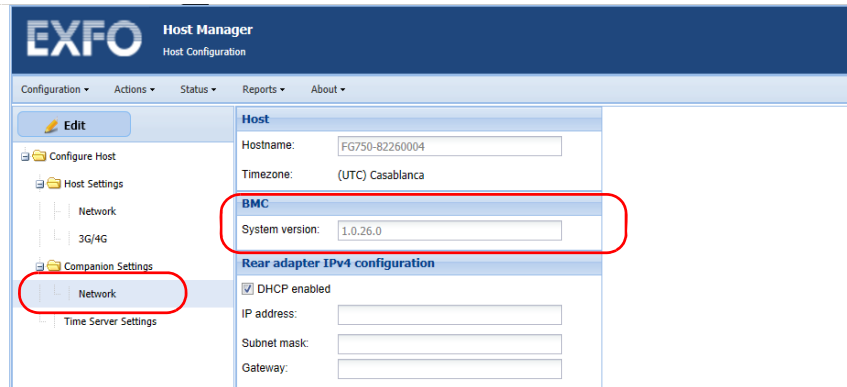 EXFO
Host Manager
Host Configuration
Configuration Actions Status Reports About
Edit
Configure Host
Host Settings
Network
3G/4G
Companion Settings
Network
Time Server Settings
Host
Hostname: FG750-82260004
Timezone: (UTC) Casablanca
BMC
System version: 1.0.26.0
Rear adapter IPv4 configuration
DHCP enabled
IP address:
Subnet mask:
Gateway: